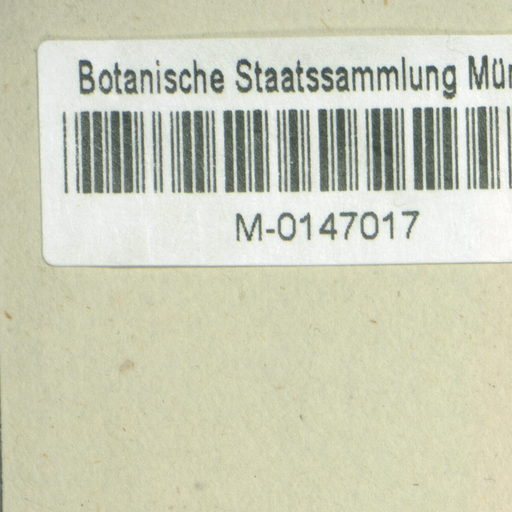 Botanische Staatssammlung Mün
M-0147017